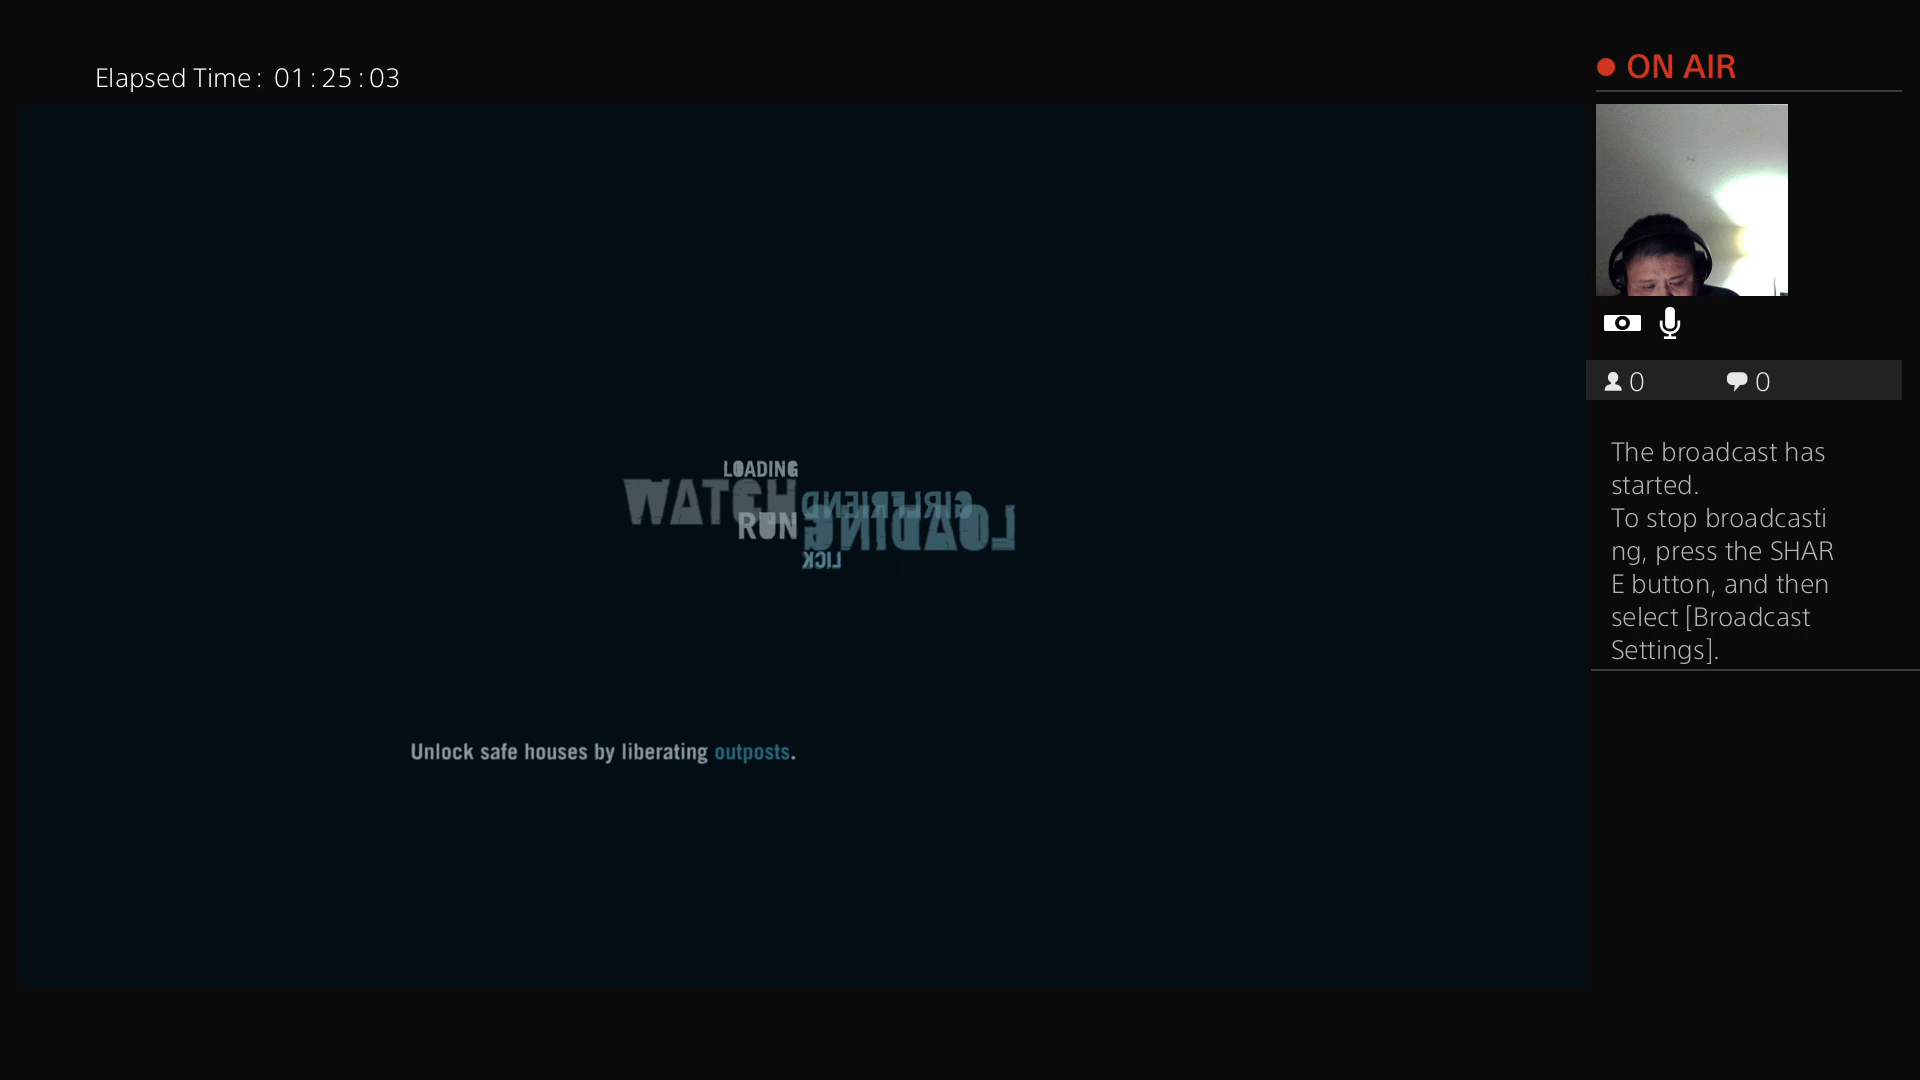 Elapsed Time: 01:25:03
ON AIR
LOADING
WATCH
GIRLFRIEND
RUN
LOADING
LICK
0
0
The broadcast has
started.
To stop broadcasti
ng, press the SHAR
E button, and then
select [Broadcast
Settings].
Unlock safe houses by liberating outposts.